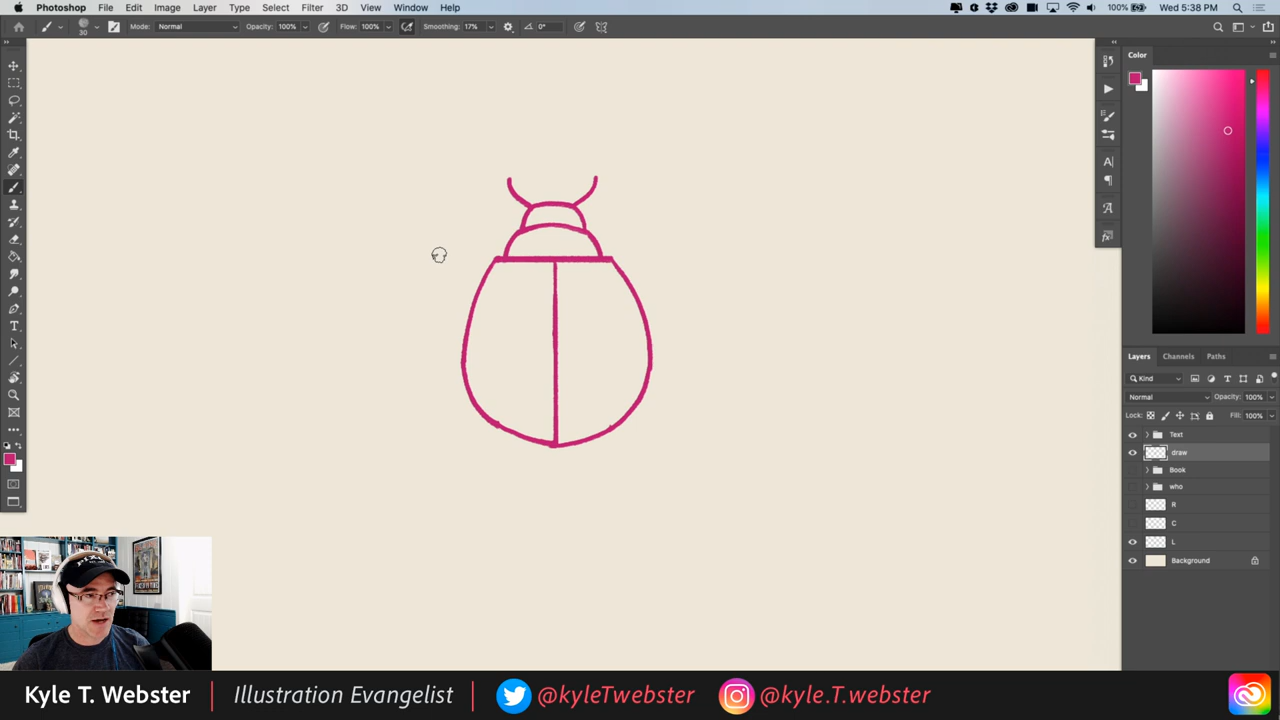 Photoshop File Edit Image Layer Type Select Filter 3D View Window Help 100% Wed 5:38 PM
30 Mode: Normal Opacity: 100% Flow: 100% Smoothing: 17% 0°
Color
Layers Channels Paths
Kind
Normal Opacity: 100%
Lock: Fill: 100%
Text
draw
Book
who
R
C
L
Background
Kyle T. Webster | Illustration Evangelist @kyleTwebster @kyle.T.webster